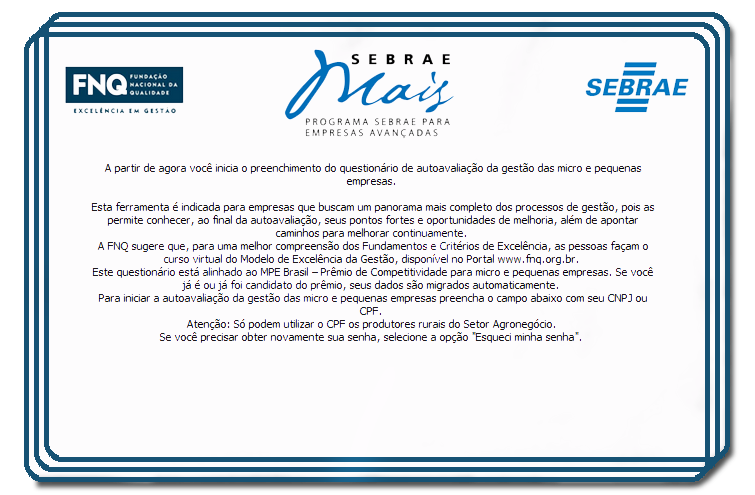 FNQ FUNDAÇÃO
NACIONAL DA
QUALIDADE
EXCELÊNCIA EM GESTÃO
SEBRAE
Mais
PROGRAMA SEBRAE PARA
EMPRESAS AVANÇADAS
SEBRAE
A partir de agora você inicia o preenchimento do questionário de autoavaliação da gestão das micro e pequenas
empresas.
Esta ferramenta é indicada para empresas que buscam um panorama mais completo dos processos de gestão, pois as
permite conhecer, ao final da autoavaliação, seus pontos fortes e oportunidades de melhoria, além de apontar
caminhos para melhorar continuamente.
A FNQ sugere que, para uma melhor compreensão dos Fundamentos e Critérios de Excelência, as pessoas façam o
curso virtual do Modelo de Excelência da Gestão, disponível no Portal www.fnq.org.br.
Este questionário está alinhado ao MPE Brasil – Prêmio de Competitividade para micro e pequenas empresas. Se você
já é ou já foi candidato do prêmio, seus dados são migrados automaticamente.
Para iniciar a autoavaliação da gestão das micro e pequenas empresas preencha o campo abaixo com seu CNPJ ou
CPF.
Atenção: Só podem utilizar o CPF os produtores rurais do Setor Agronegócio.
Se você precisar obter novamente sua senha, selecione a opção "Esqueci minha senha".